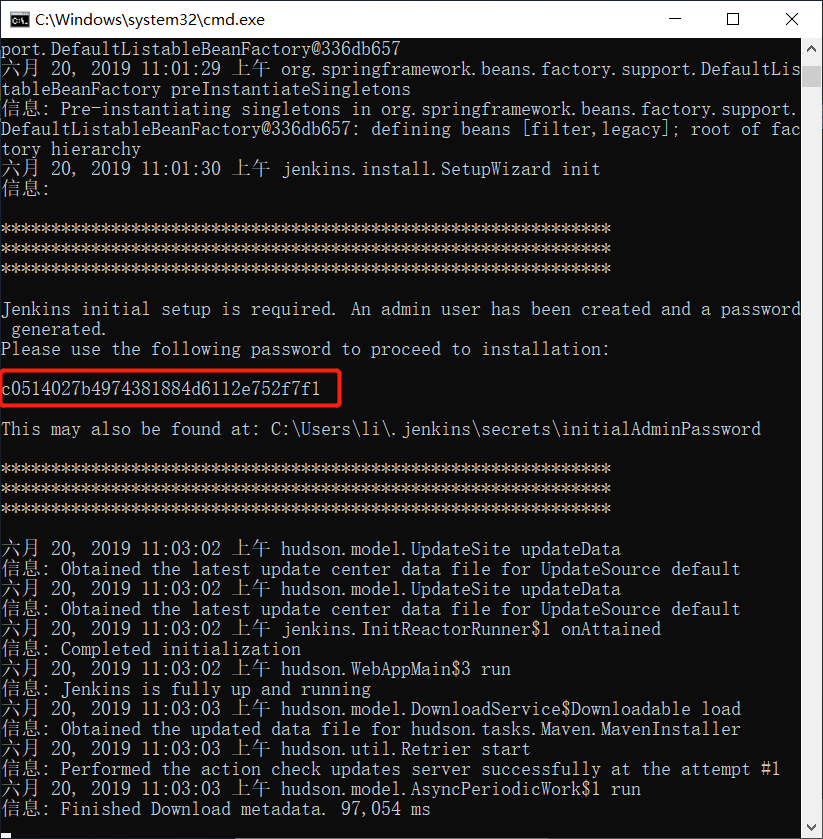 C:\Windows\system32\cmd.exe
port.DefaultListableBeanFactory@336db657
六月 20, 2019 11:01:29 上午 org.springframework.beans.factory.support.DefaultLis
tableBeanFactory preInstantiateSingletons
信息: Pre-instantiating singletons in org.springframework.beans.factory.support.
DefaultListableBeanFactory@336db657: defining beans [filter,legacy]; root of fac
tory hierarchy
六月 20, 2019 11:01:30 上午 jenkins.install.SetupWizard init
信息:
*************************************************************
*************************************************************
*************************************************************
Jenkins initial setup is required. An admin user has been created and a password
 generated.
Please use the following password to proceed to installation:
c0514027b4974381884d6112e752f7f1
This may also be found at: C:\Users\li\.jenkins\secrets\initialAdminPassword
*************************************************************
*************************************************************
*************************************************************
六月 20, 2019 11:03:02 上午 hudson.model.UpdateSite updateData
信息: Obtained the latest update center data file for UpdateSource default
六月 20, 2019 11:03:02 上午 hudson.model.UpdateSite updateData
信息: Obtained the latest update center data file for UpdateSource default
六月 20, 2019 11:03:02 上午 jenkins.InitReactorRunner$1 onAttained
信息: Completed initialization
六月 20, 2019 11:03:02 上午 hudson.WebAppMain$3 run
信息: Jenkins is fully up and running
六月 20, 2019 11:03:03 上午 hudson.model.DownloadService$Downloadable load
信息: Obtained the updated data file for hudson.tasks.Maven.MavenInstaller
六月 20, 2019 11:03:03 上午 hudson.util.Retrier start
信息: Performed the action check updates server successfully at the attempt #1
六月 20, 2019 11:03:03 上午 hudson.model.AsyncPeriodicWork$1 run
信息: Finished Download metadata. 97,054 ms